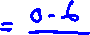 = 0-6